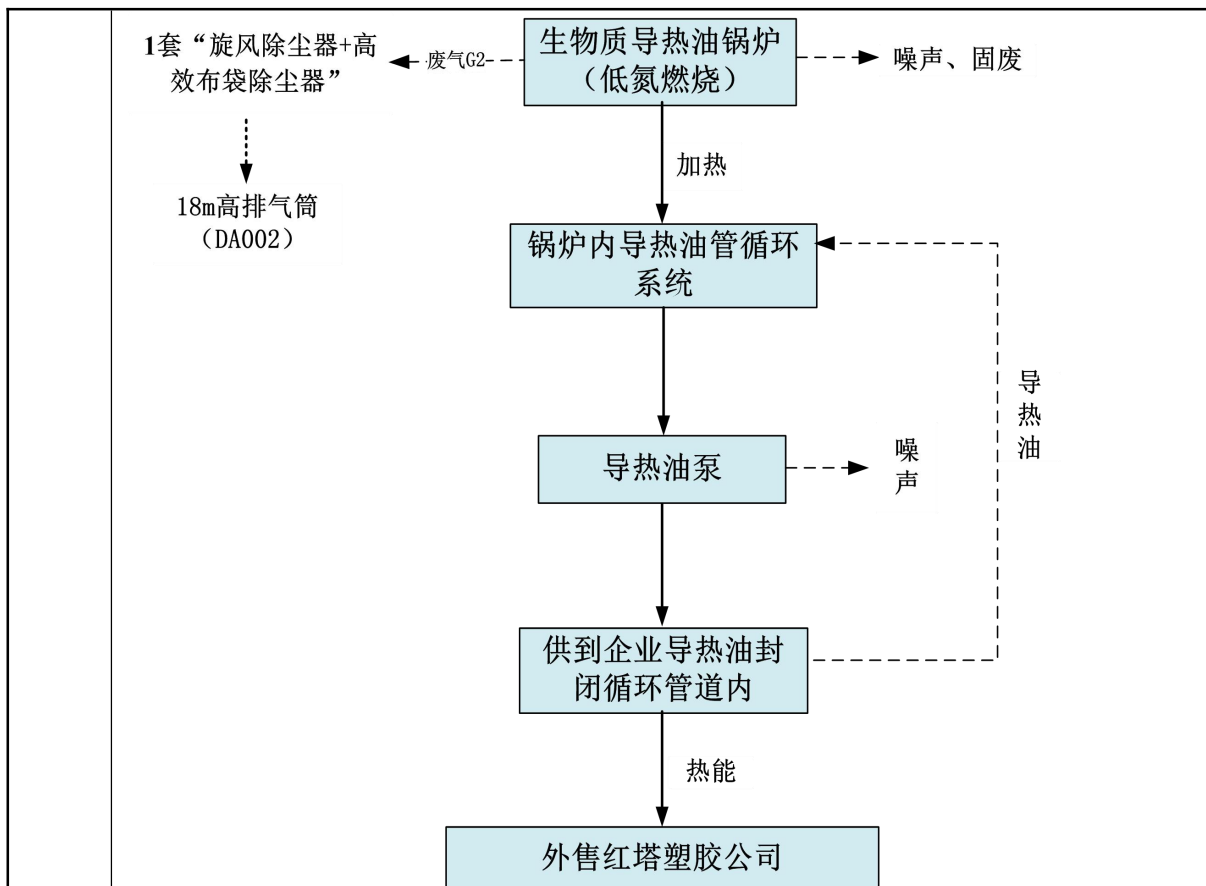 1套“旋风除尘器+高
效布袋除尘器”
废气G2
生物质导热油锅炉
（低氮燃烧）
噪声、固废
18m高排气筒
（DA002）
加热
锅炉内导热油管循环
系统
导热油
导热油泵
噪声
供到企业导热油封
闭循环管道内
热能
外售红塔塑胶公司